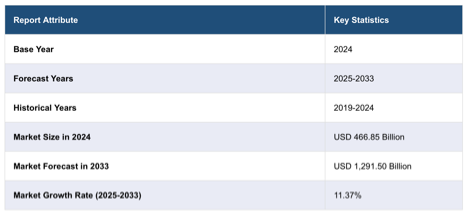 Report Attribute Key Statistics
Base Year 2024
Forecast Years 2025-2033
Historical Years 2019-2024
Market Size in 2024 USD 466.85 Billion
Market Forecast in 2033 USD 1,291.50 Billion
Market Growth Rate (2025-2033) 11.37%